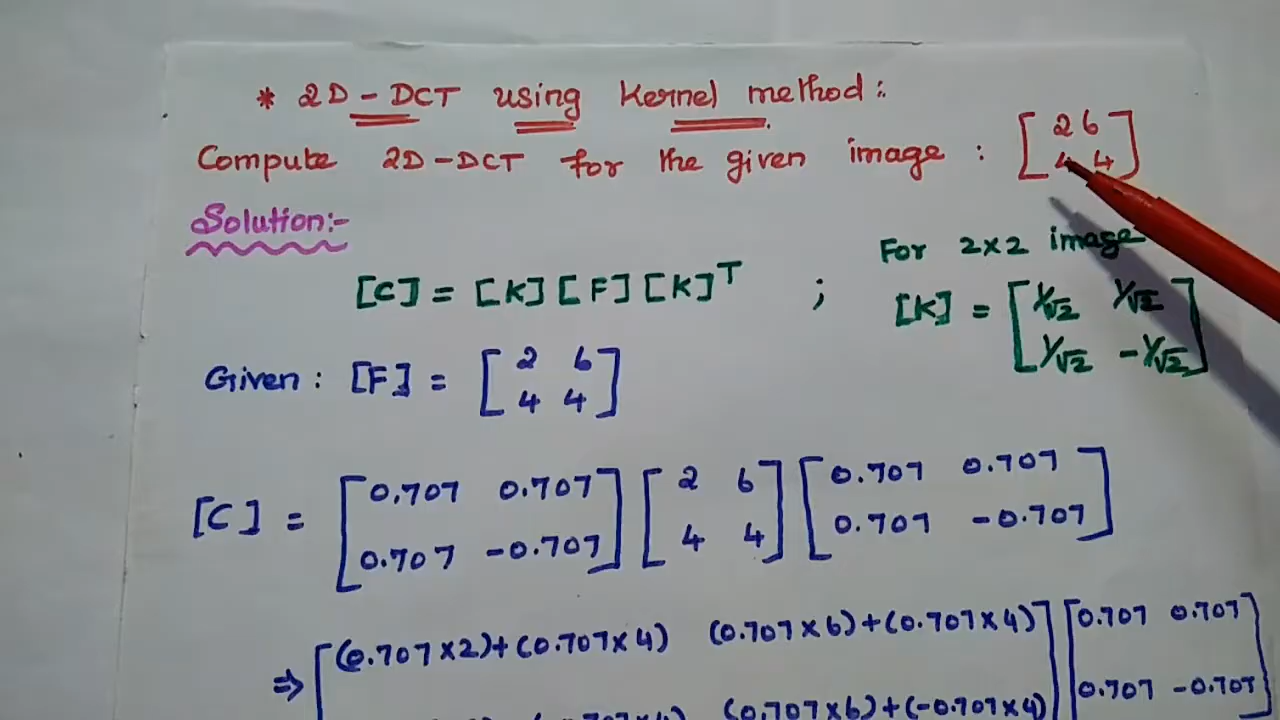 * 2D-DCT using Kernel method:
Compute 2D-DCT for the given image : [2 6
4 4]
Solution:-
[C] = [K] [F] [K]^T ;
For 2×2 image
[K] = [1/√2 1/√2
1/√2 -1/√2]
Given : [F] = [2 6
4 4]
[C] = [0.707 0.707
0.707 -0.707] [2 6
4 4] [0.707 0.707
0.707 -0.707]
⇒ [(0.707×2)+(0.707×4) (0.707×6)+(0.707×4)
(0.707×6)+(-0.707×4)] [0.707 0.707
0.707 -0.707]